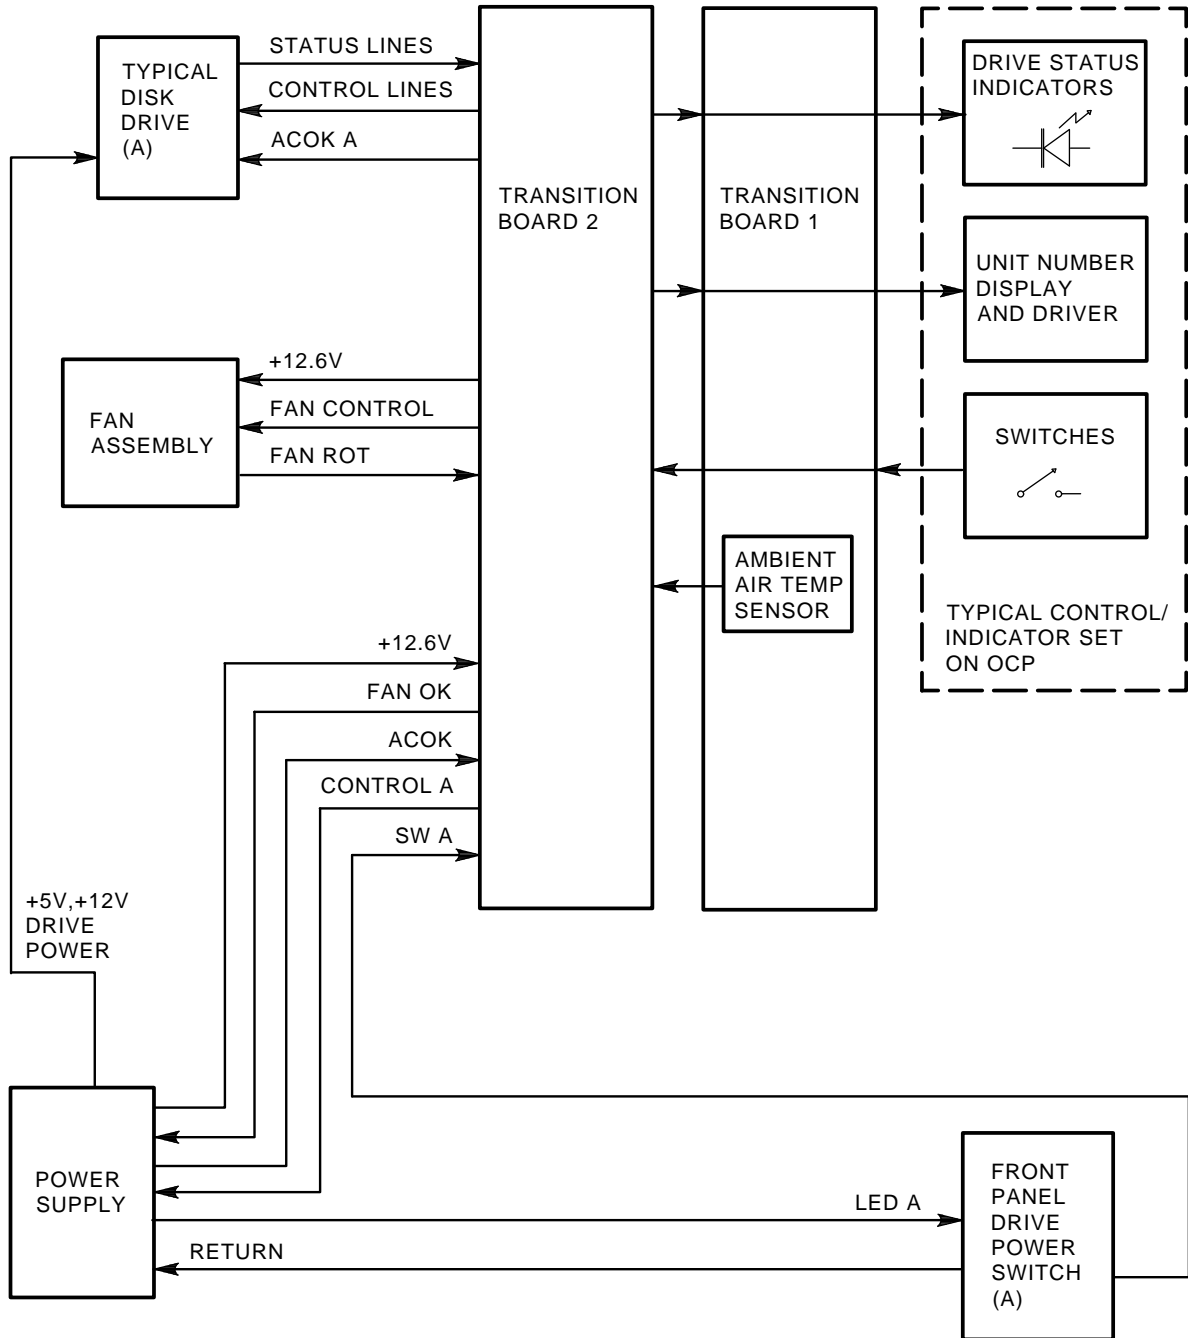 STATUS LINES
CONTROL LINES
ACOK A
TYPICAL
DISK
DRIVE
(A)
TRANSITION
BOARD 2
TRANSITION
BOARD 1
DRIVE STATUS
INDICATORS
UNIT NUMBER
DISPLAY
AND DRIVER
+12.6V
FAN CONTROL
FAN ROT
FAN
ASSEMBLY
SWITCHES
AMBIENT
AIR TEMP
SENSOR
TYPICAL CONTROL/
INDICATOR SET
ON OCP
+12.6V
FAN OK
ACOK
CONTROL A
SW A
+5V,+12V
DRIVE
POWER
POWER
SUPPLY
LED A
RETURN
FRONT
PANEL
DRIVE
POWER
SWITCH
(A)